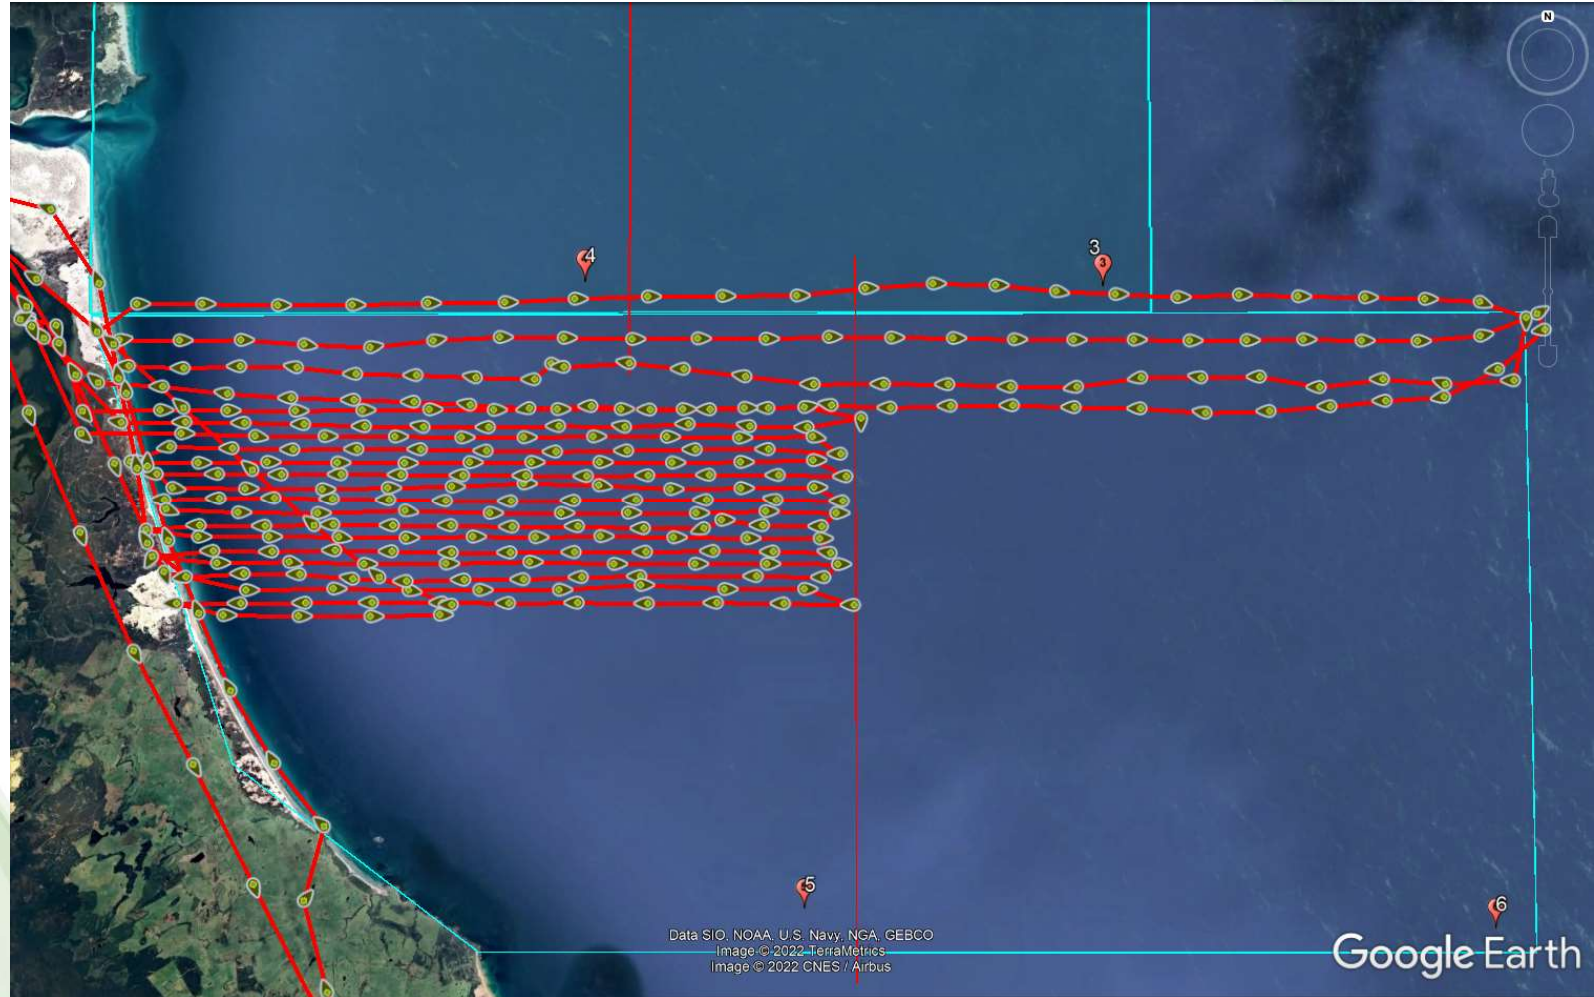 N
4
3
3
5
6
Data SIO, NOAA, U.S. Navy, NGA, GEBCO
Image © 2022 TerraMetrics
Image © 2022 CNES / Airbus
Google Earth